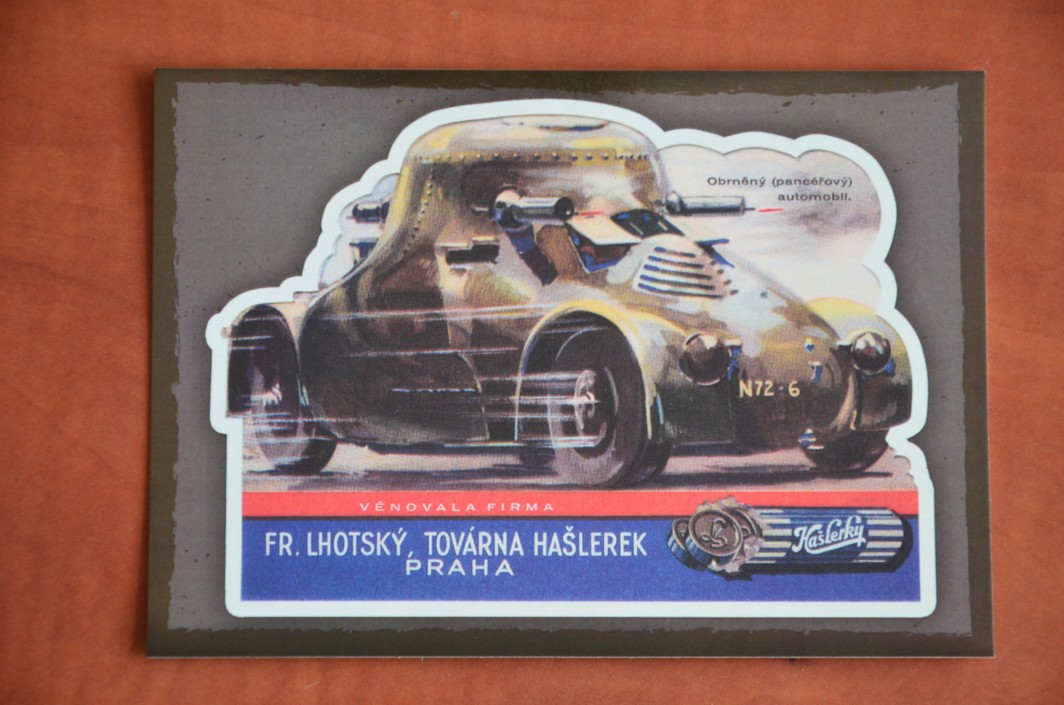 Obrněný (pancéřový)
automobil.
N72-6
VĚNOVALA FIRMA
FR. LHOTSKÝ, TOVÁRNA HAŠLEREK
PRAHA
Hašlerky
L